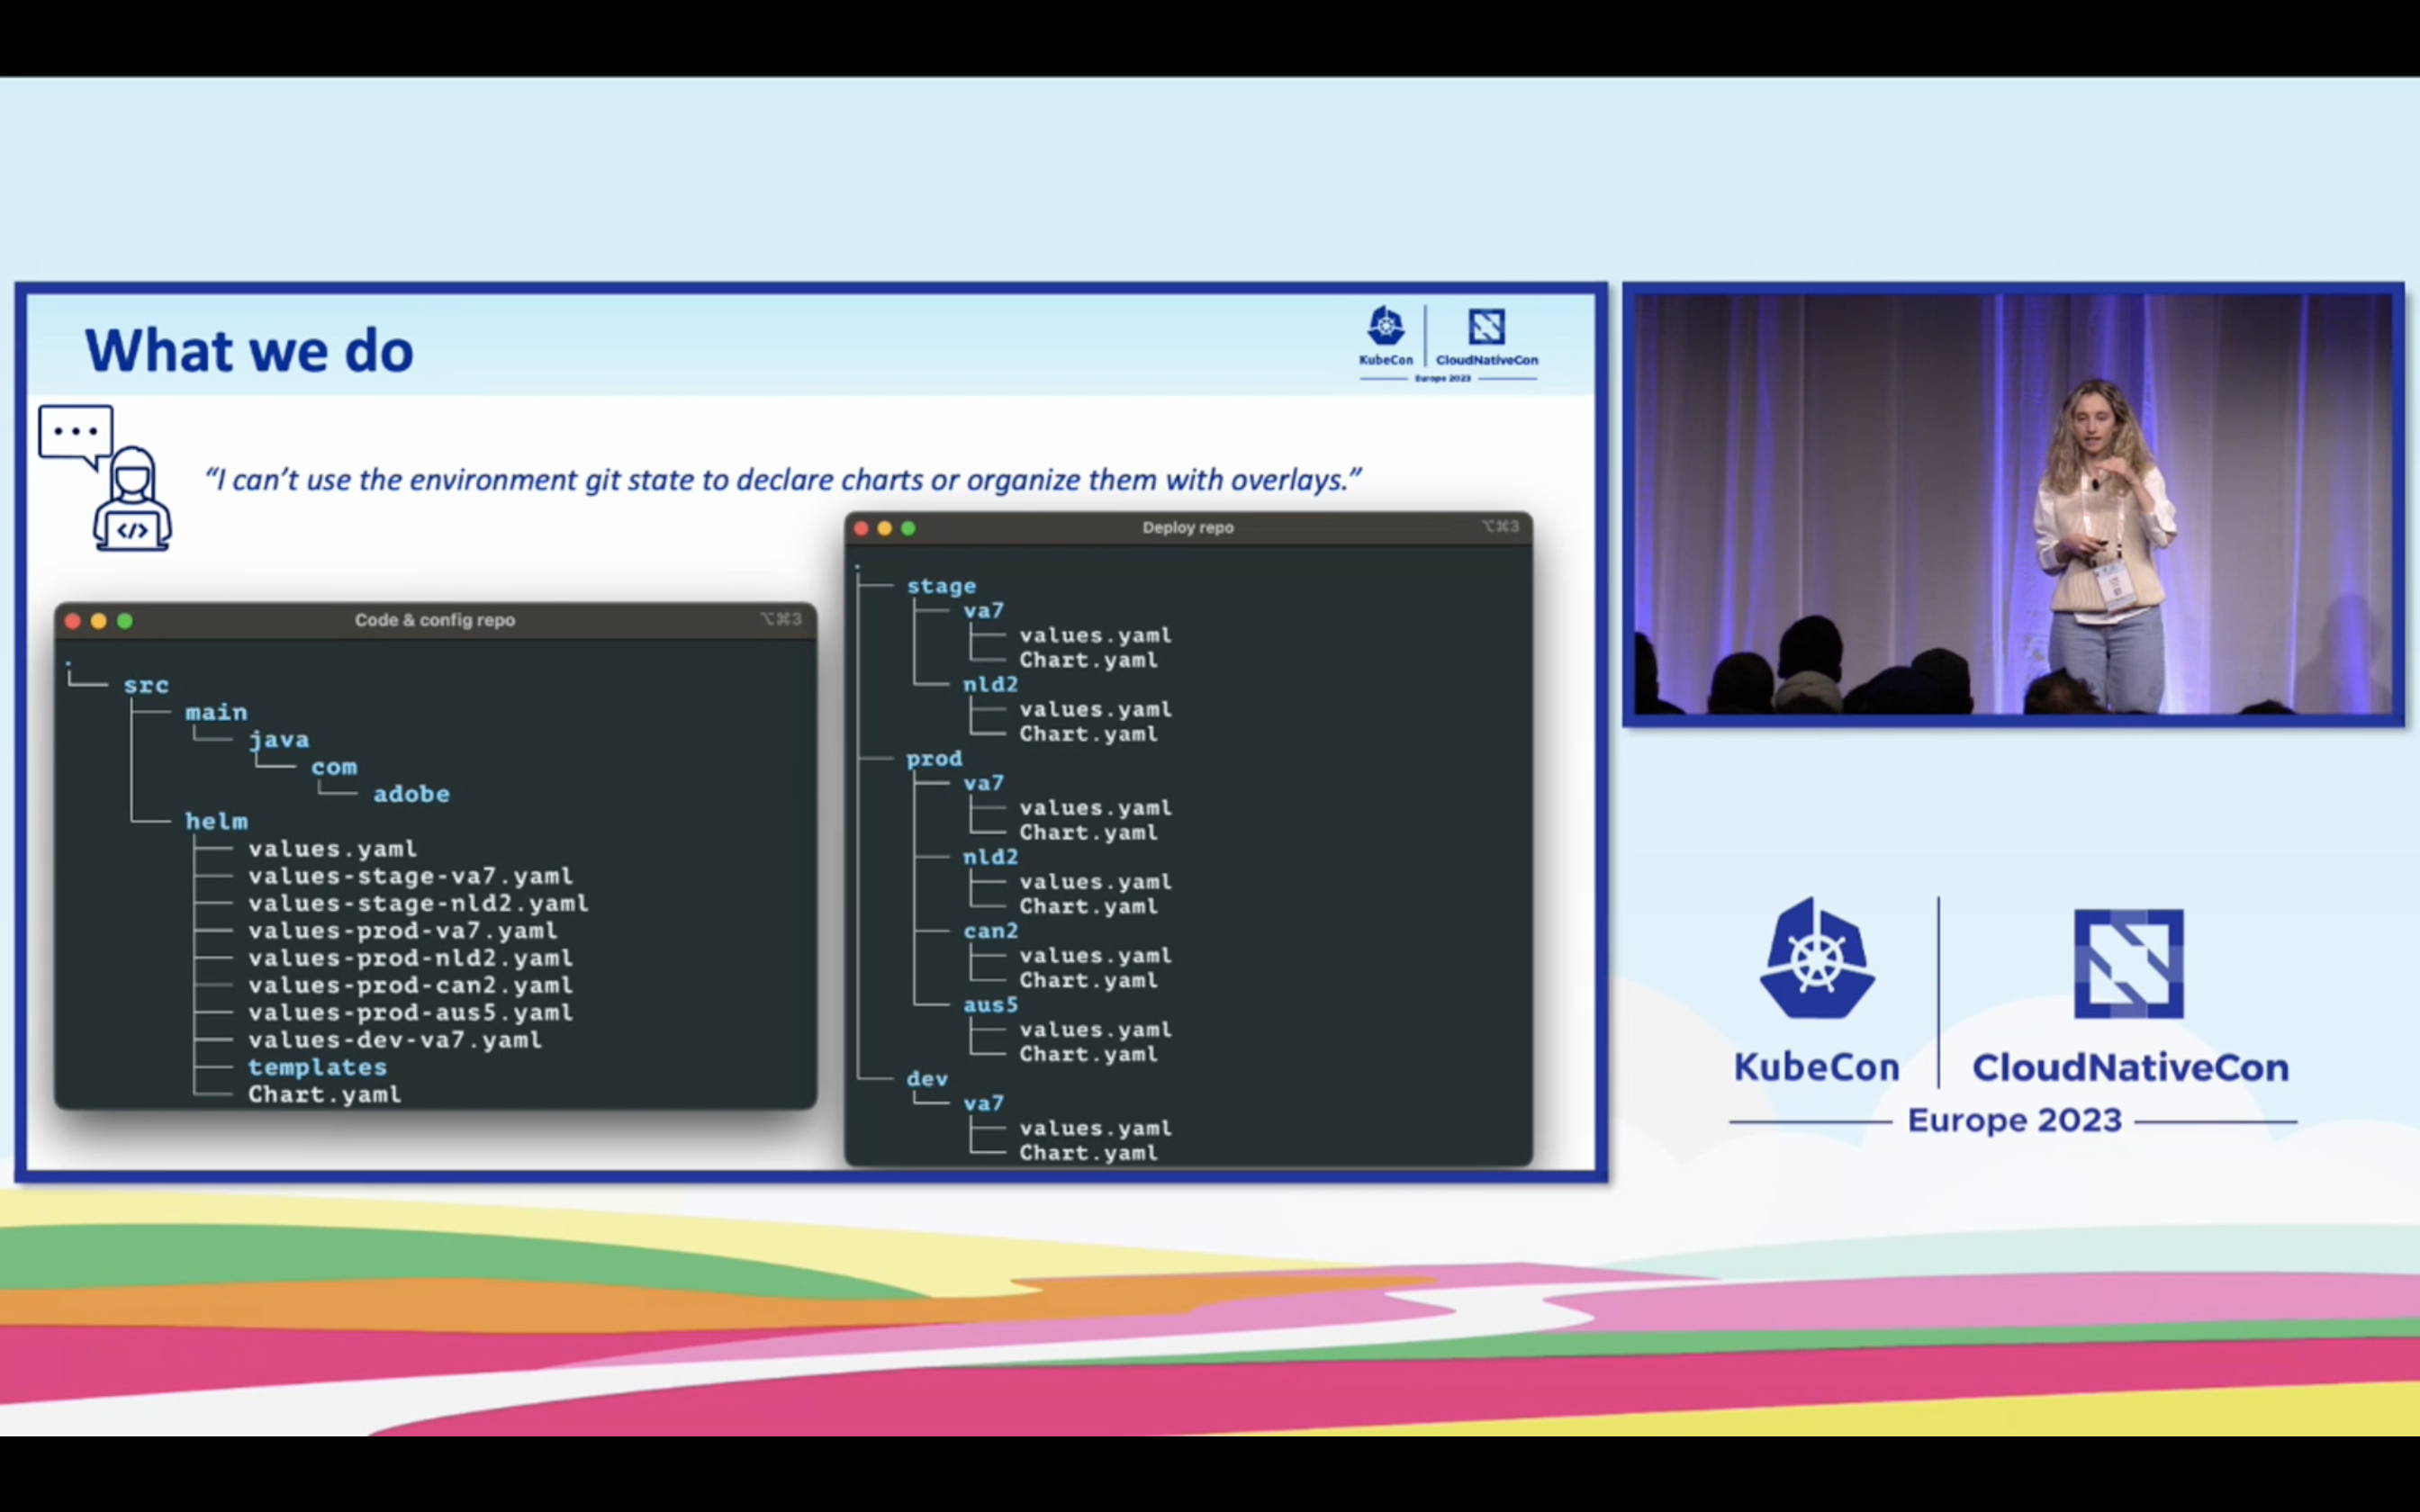 What we do
KubeCon
CloudNativeCon
Europe 2023
“I can’t use the environment git state to declare charts or organize them with overlays.”
</>
Code & config repo
⌥⌘3
.
src
main
java
com
adobe
helm
values.yaml
values-stage-va7.yaml
values-stage-nld2.yaml
values-prod-va7.yaml
values-prod-nld2.yaml
values-prod-can2.yaml
values-prod-aus5.yaml
values-dev-va7.yaml
templates
Chart.yaml
Deploy repo
⌥⌘3
.
stage
va7
values.yaml
Chart.yaml
nld2
values.yaml
Chart.yaml
prod
va7
values.yaml
Chart.yaml
nld2
values.yaml
Chart.yaml
can2
values.yaml
Chart.yaml
aus5
values.yaml
Chart.yaml
dev
va7
values.yaml
Chart.yaml
KubeCon
CloudNativeCon
Europe 2023